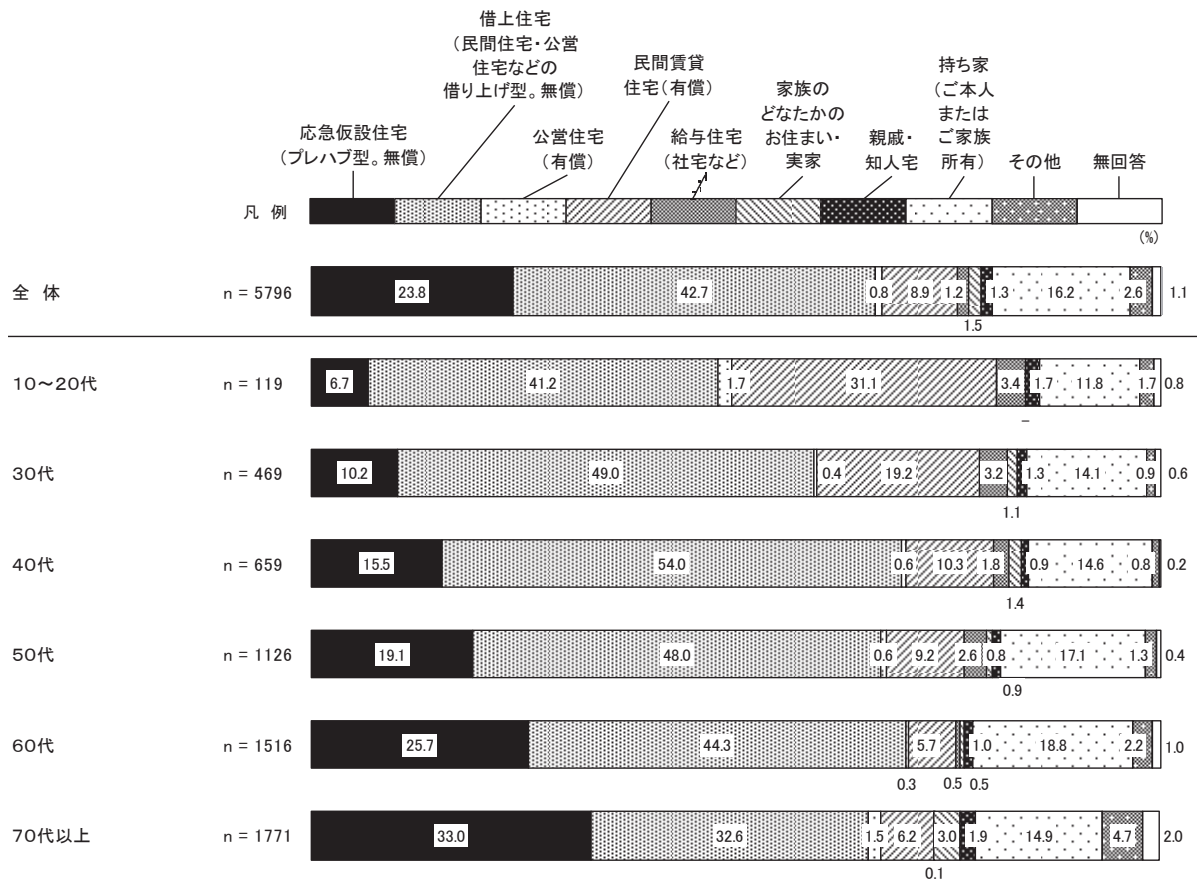 借上住宅
（民間住宅・公営
住宅などの
借り上げ型。無償）
民間賃貸
住宅（有償）
持ち家
（ご本人
または
ご家族
所有）
家族の
どなたかの
お住まい・
実家
応急仮設住宅
（プレハブ型。無償）
公営住宅
（有償）
給与住宅
（社宅など）
親戚・
知人宅
その他
無回答
凡 例
(%)
全 体 n = 5796 23.8 42.7 0.8 8.9 1.2 1.3 16.2 2.6 1.1
1.5
10～20代 n = 119 6.7 41.2 1.7 31.1 3.4 1.7 11.8 1.7 0.8
－
30代 n = 469 10.2 49.0 0.4 19.2 3.2 1.3 14.1 0.9 0.6
1.1
40代 n = 659 15.5 54.0 0.6 10.3 1.8 0.9 14.6 0.8 0.2
1.4
50代 n = 1126 19.1 48.0 0.6 9.2 2.6 0.8 17.1 1.3 0.4
0.9
60代 n = 1516 25.7 44.3 5.7 1.0 18.8 2.2 1.0
0.3 0.5 0.5
70代以上 n = 1771 33.0 32.6 1.5 6.2 3.0 1.9 14.9 4.7 2.0
0.1